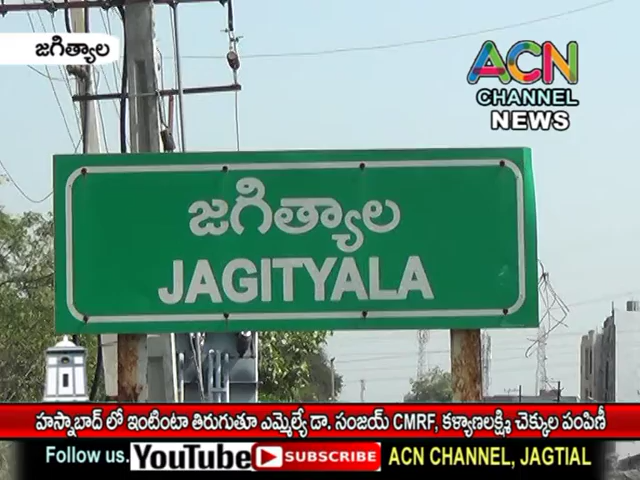 జగిత్యాల
ACN
CHANNEL
NEWS
జగిత్యాల
JAGITYALA
హస్నాబాద్ లో ఇంటింటా తిరుగుతూ ఎమ్మెల్యే డా. సంజయ్ CMRF, కళ్యాణలక్ష్మి చెక్కుల పంపిణీ
Follow us. YouTube SUBSCRIBE ACN CHANNEL, JAGTIAL